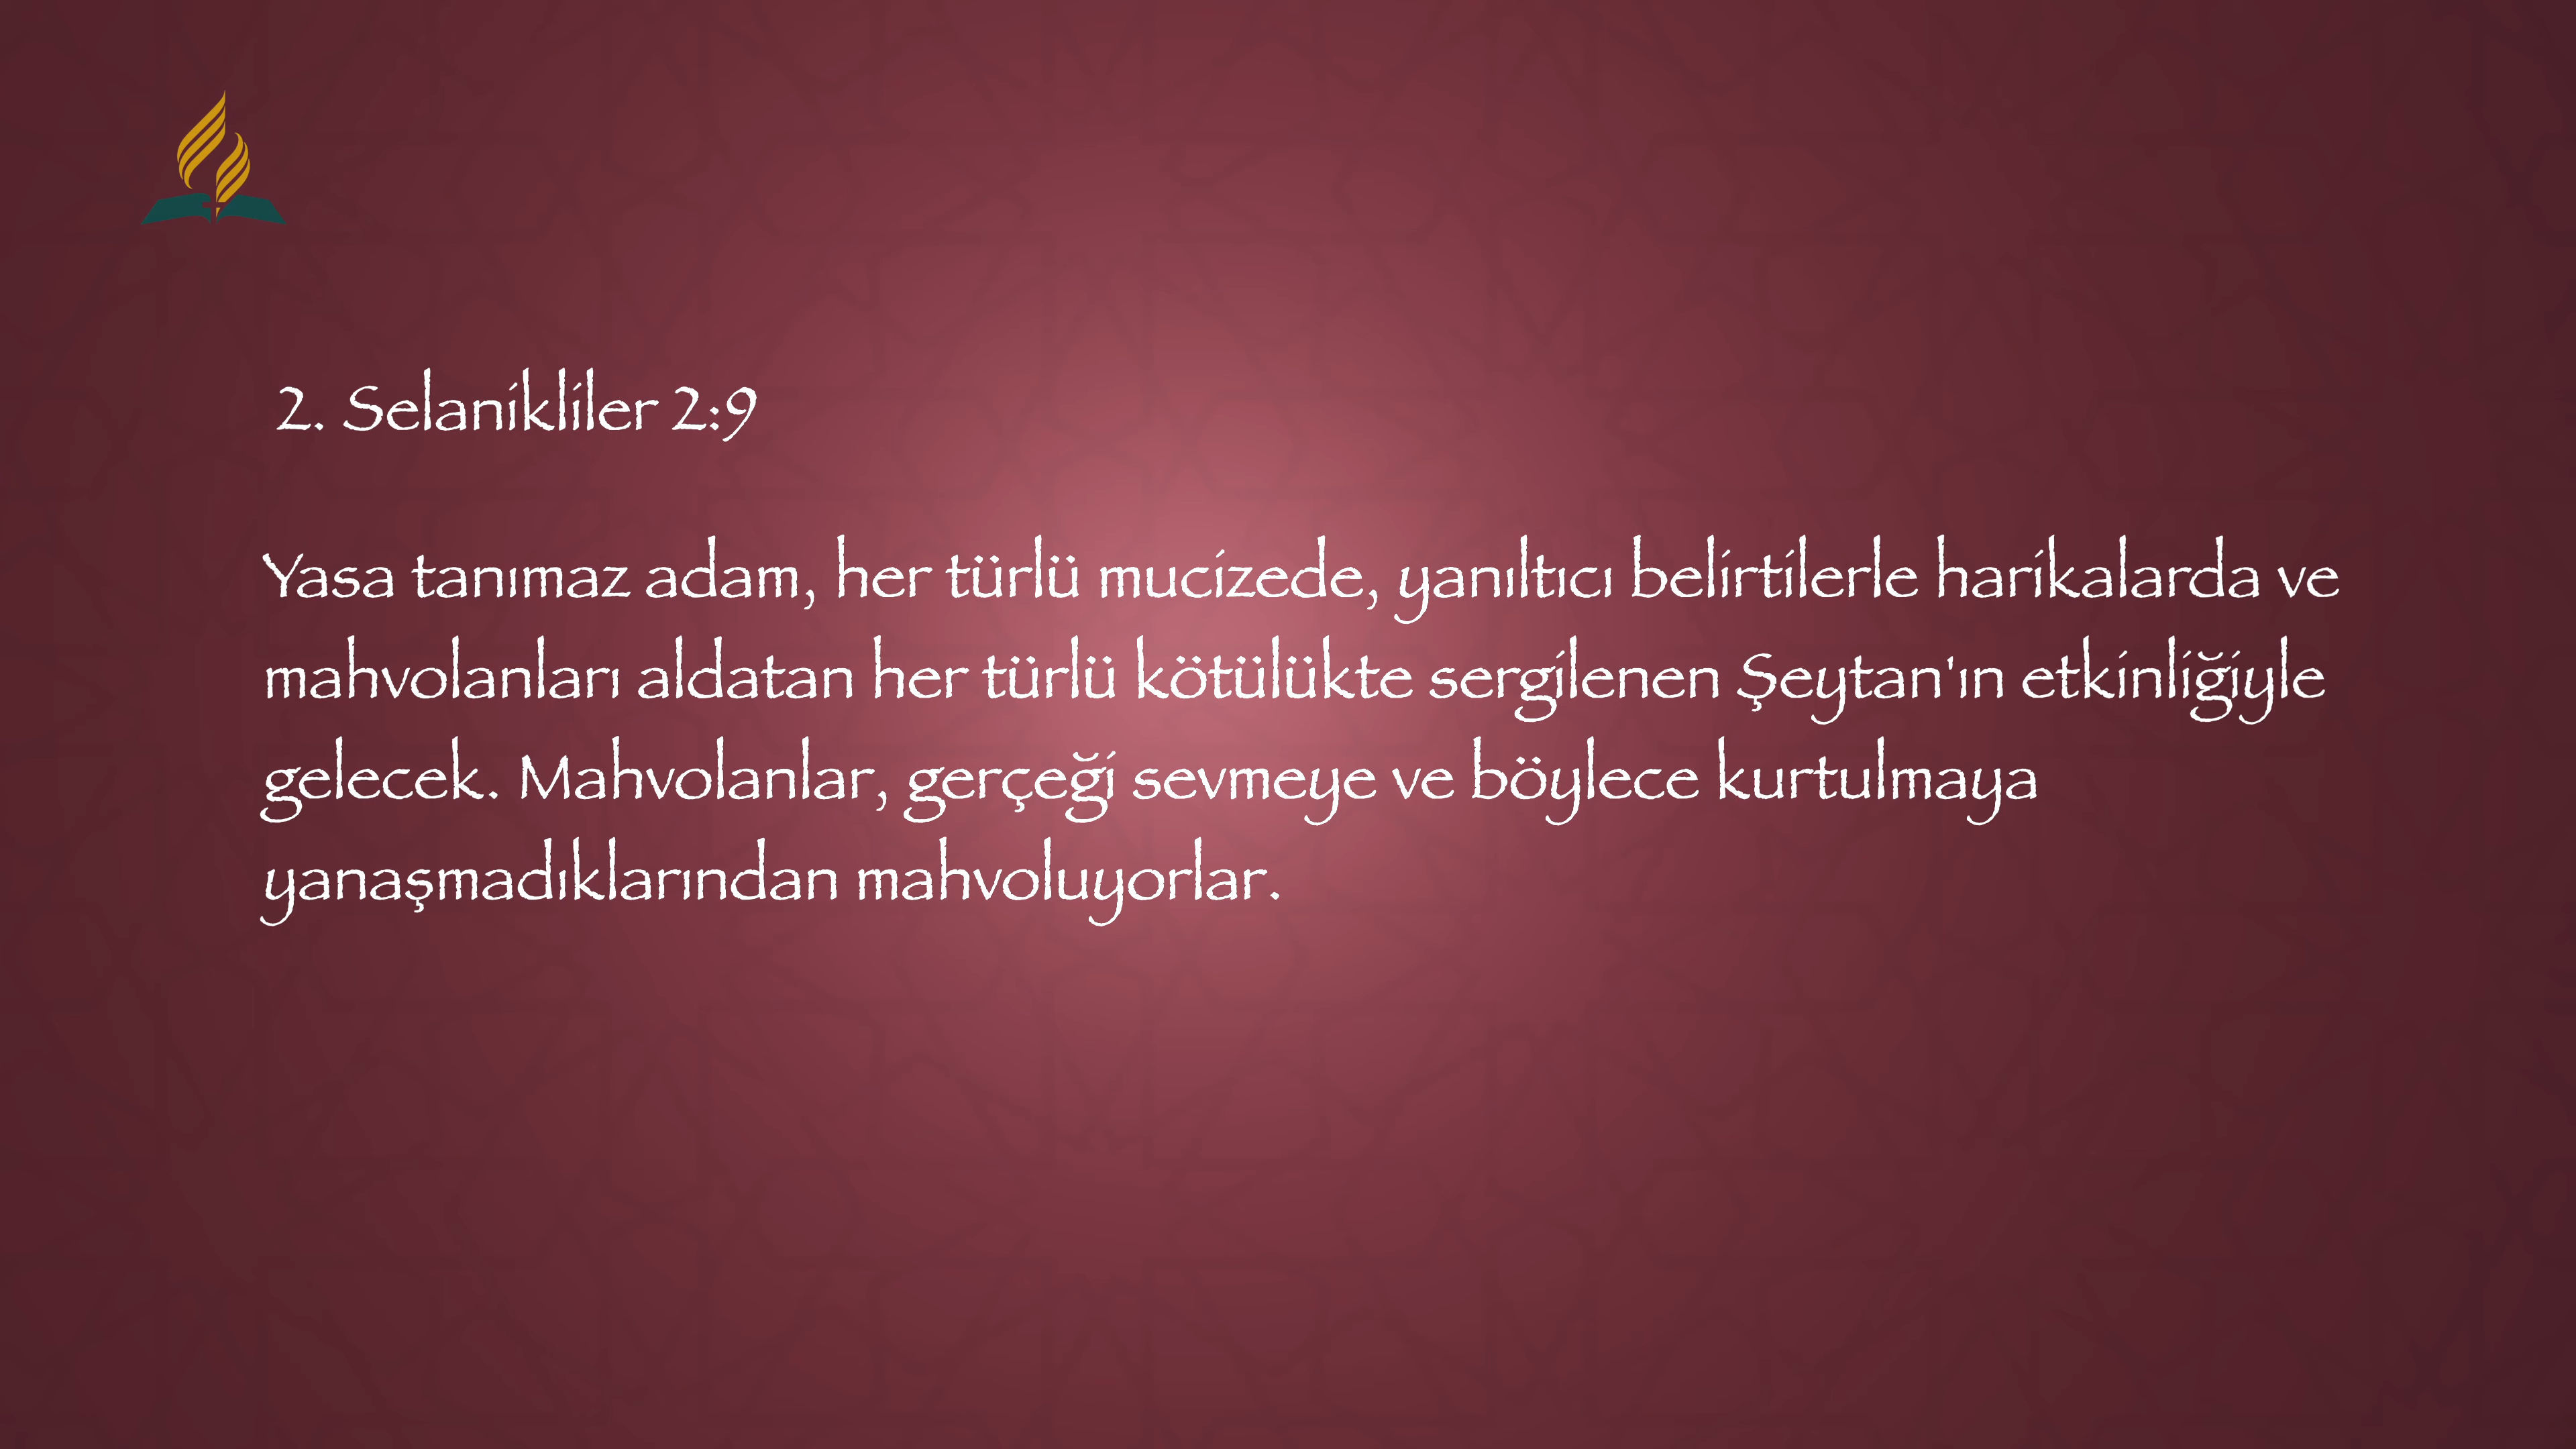 2. Selanikliler 2:9
Yasa tanımaz adam, her türlü mucizede, yanıltıcı belirtilerle harikalarda ve
mahvolanları aldatan her türlü kötülükte sergilenen Şeytan'ın etkinliğiyle
gelecek. Mahvolanlar, gerçeği sevmeye ve böylece kurtulmaya
yanaşmadıklarından mahvoluyorlar.